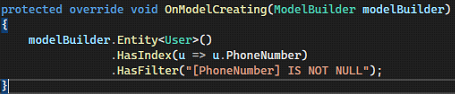 protected override void OnModelCreating(ModelBuilder modelBuilder)
{
    modelBuilder.Entity<User>()
                .HasIndex(u => u.PhoneNumber)
                .HasFilter("[PhoneNumber] IS NOT NULL");
}